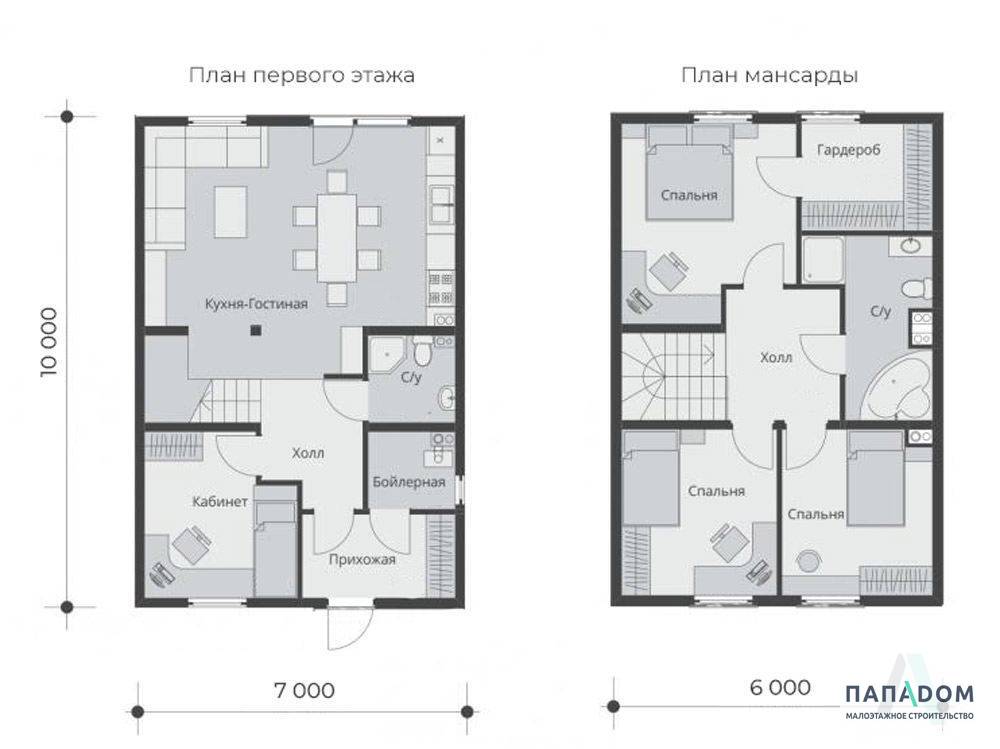 План первого этажа
План мансарды
10 000
Кухня-Гостиная
С/у
Холл
Кабинет
Бойлерная
Прихожая
7 000
Спальня
Гардероб
С/у
Холл
Спальня
Спальня
6 000
ПАПАDОМ
МАЛОЭТАЖНОЕ СТРОИТЕЛЬСТВО